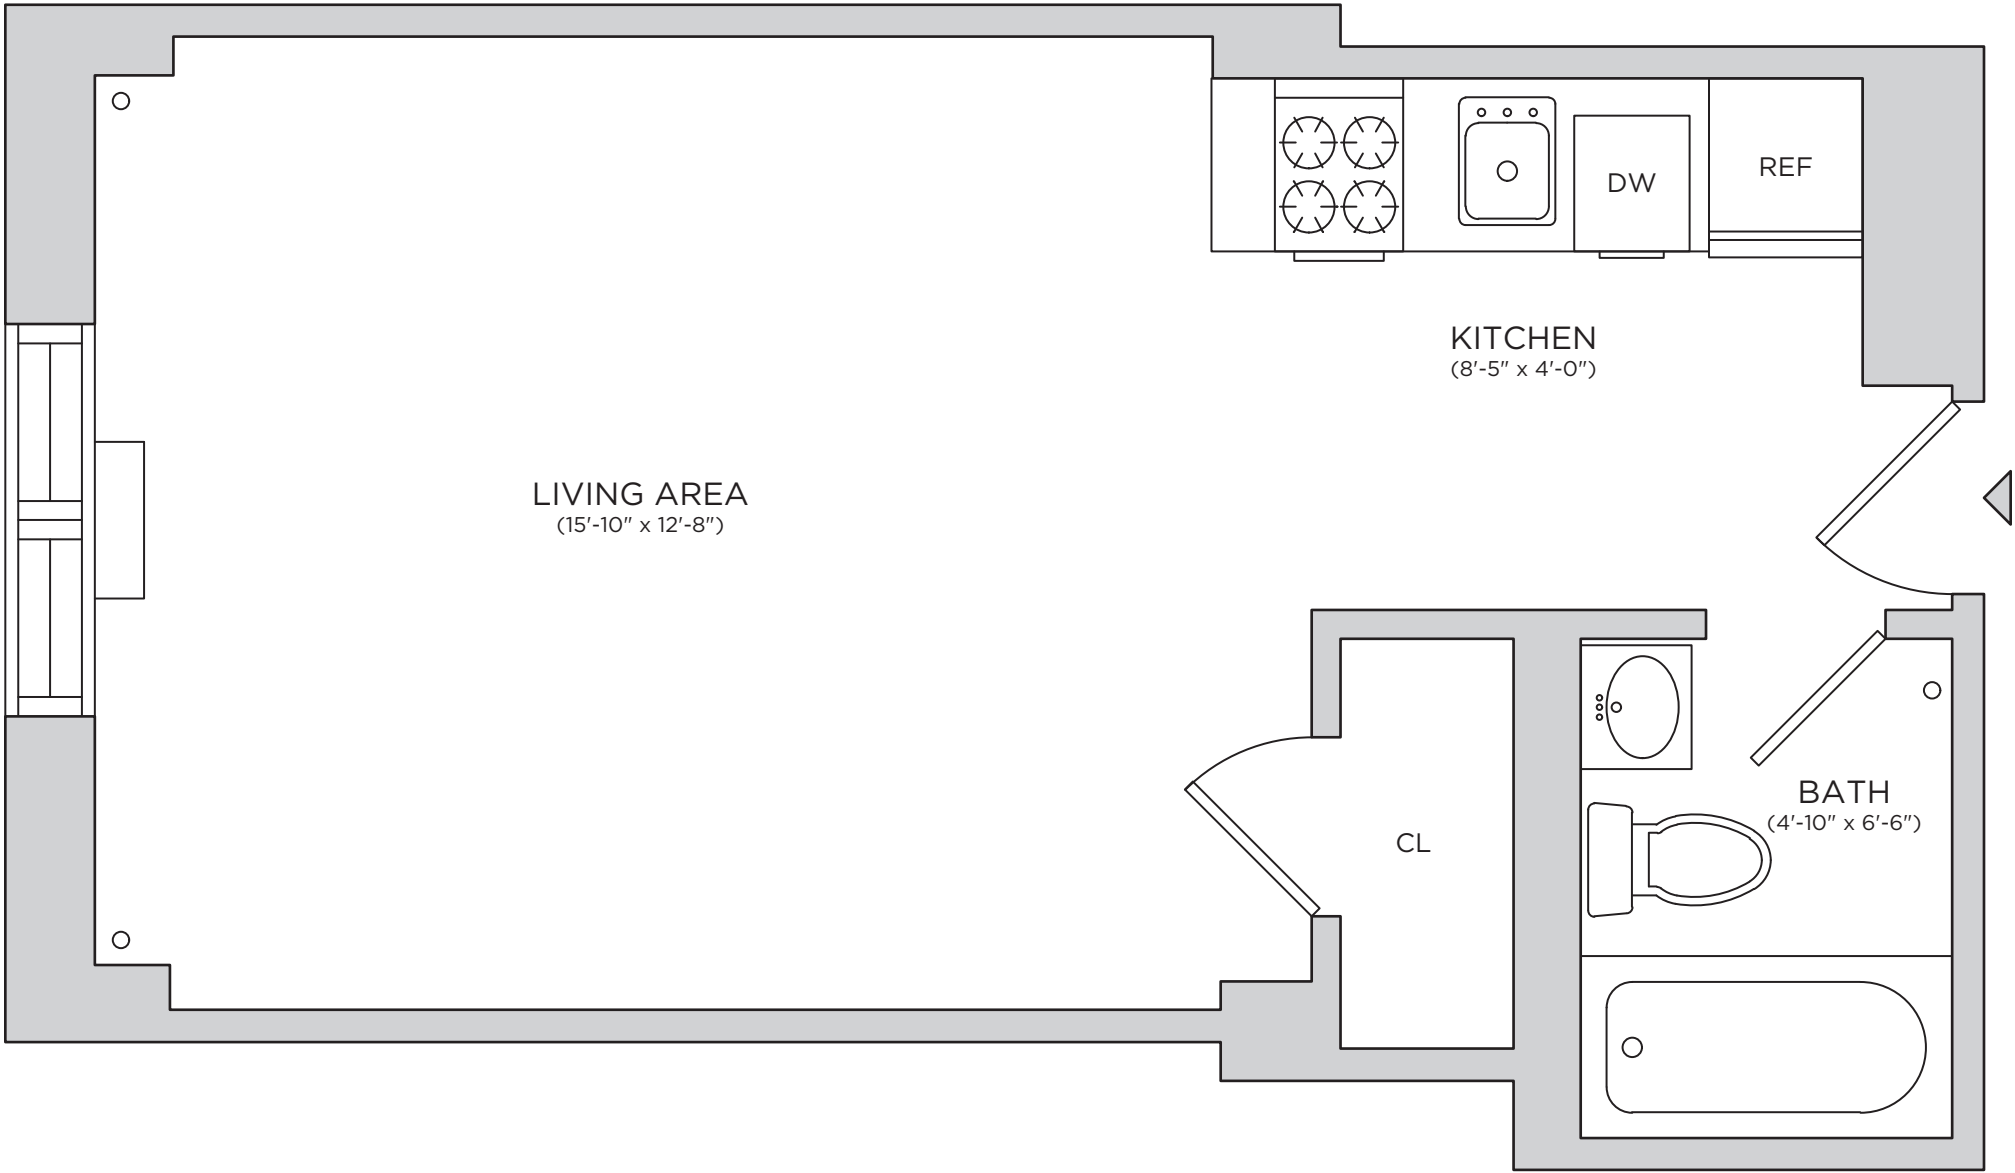 DW
REF
KITCHEN
(8'-5" x 4'-0")
LIVING AREA
(15'-10" x 12'-8")
BATH
(4'-10" x 6'-6")
CL